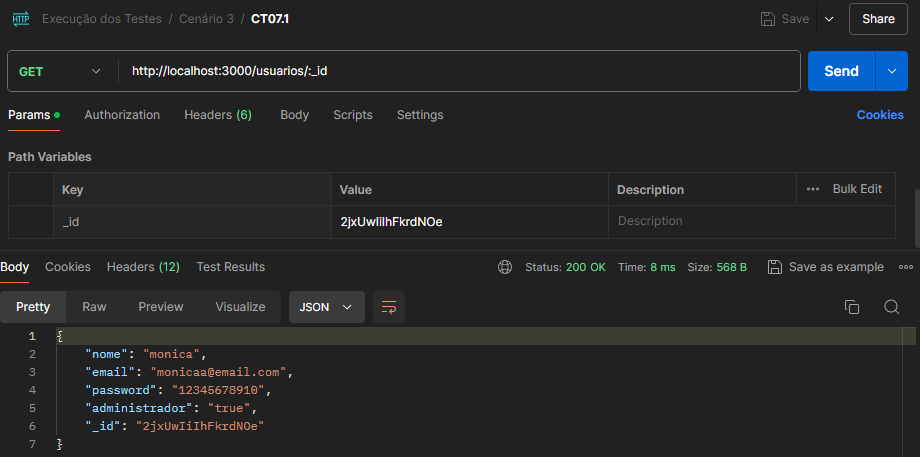 HTTP Execução dos Testes / Cenário 3 / CT07.1 Save Share
GET http://localhost:3000/usuarios/:_id Send
Params Authorization Headers (6) Body Scripts Settings Cookies
Path Variables
Key Value Description Bulk Edit
_id 2jxUwIiIhFkrdNOe Description
Body Cookies Headers (12) Test Results Status: 200 OK Time: 8 ms Size: 568 B Save as example
Pretty Raw Preview Visualize JSON
1 {
2 "nome": "monica",
3 "email": "monicaa@email.com",
4 "password": "12345678910",
5 "administrador": "true",
6 "_id": "2jxUwIiIhFkrdNOe"
7 }